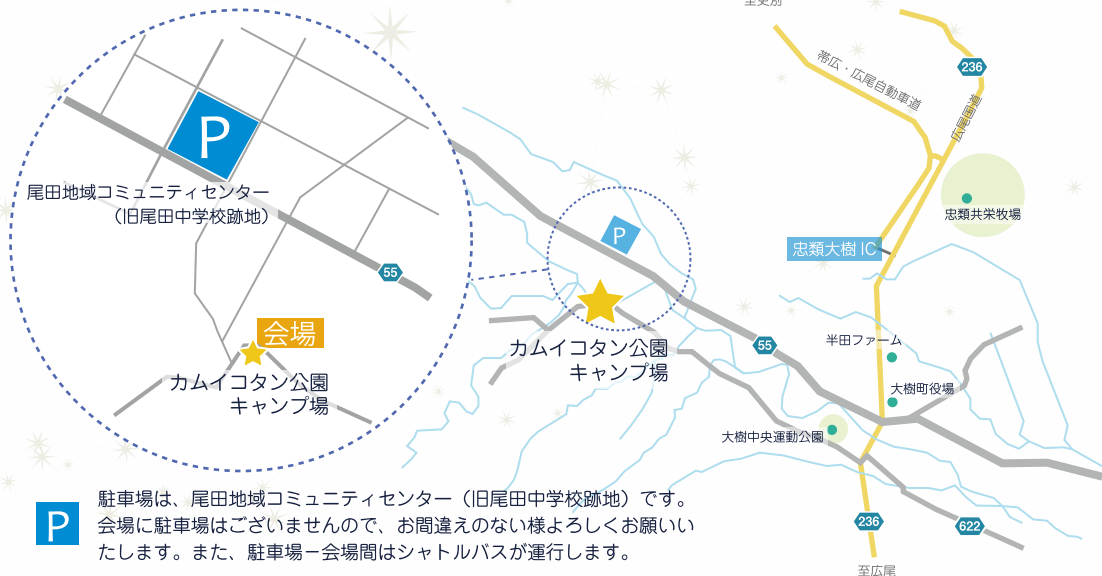 至更別
帯広・広尾自動車道
236
広尾国道
P
尾田地域コミュニティセンター
（旧尾田中学校跡地）
忠類共栄牧場
P
忠類大樹 IC
55
会場
カムイコタン公園
キャンプ場
カムイコタン公園
キャンプ場
55
半田ファーム
大樹町役場
大樹中央運動公園
P
駐車場は、尾田地域コミュニティセンター（旧尾田中学校跡地）です。
会場に駐車場はございませんので、お間違えのない様よろしくお願いい
たします。また、駐車場－会場間はシャトルバスが運行します。
236
622
至広尾